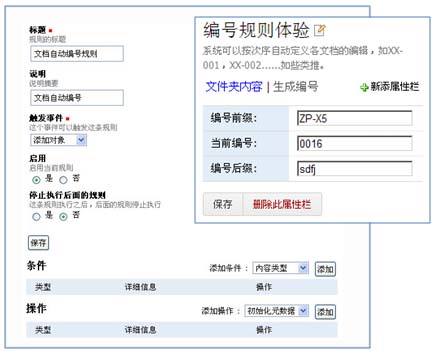 标题
规则的标题
文档自动编号规则
说明
说明摘要
文档自动编号
触发事件
这个事件可以触发这条规则
添加对象
启用
启用当前规则
是 否
停止执行后面的规则
这条规则执行之后，后面的规则停止执行
是 否
保存
条件 添加条件： 内容类型 添加
类型 详细信息 操作
操作 添加操作： 初始化元数据 添加
类型 详细信息 操作
编号规则体验
系统可以按次序自动定义各文档的编辑，如XX-
001，XX-002……如些类推。
文件夹内容 | 生成编号 新添属性栏
编号前缀: ZP-X5
当前编号: 0016
编号后缀: sdfj
保存 删除此属性栏